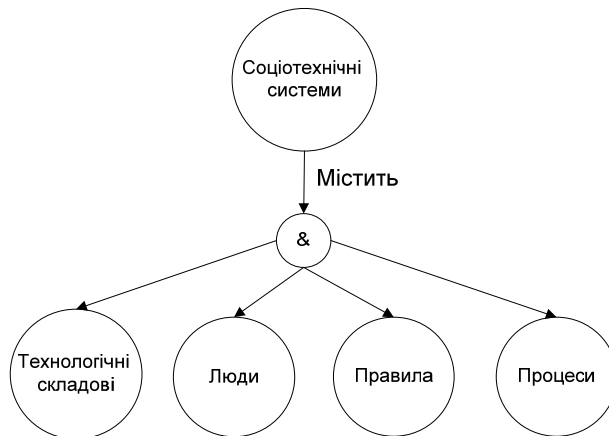 Соціотехнічні
системи
Містить
&
Технологічні
складові
Люди
Правила
Процеси